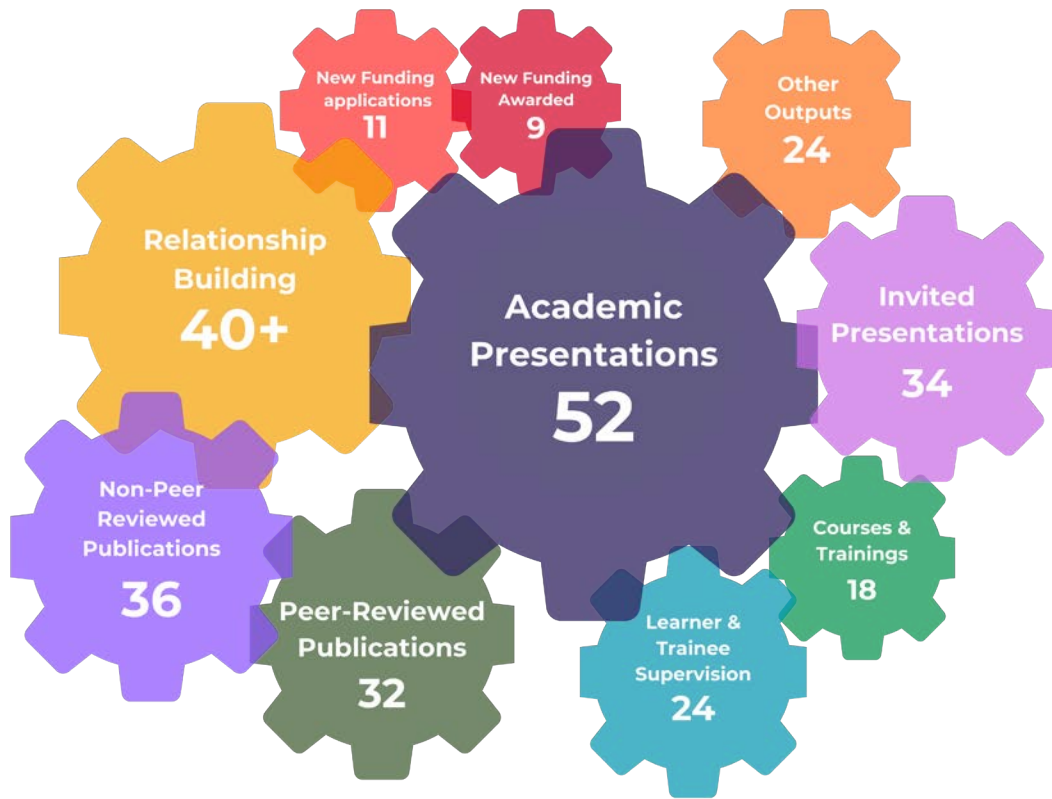 New Funding
applications
11
New Funding
Awarded
9
Other
Outputs
24
Relationship
Building
40+
Academic
Presentations
52
Invited
Presentations
34
Non-Peer
Reviewed
Publications
36
Peer-Reviewed
Publications
32
Learner &
Trainee
Supervision
24
Courses &
Trainings
18